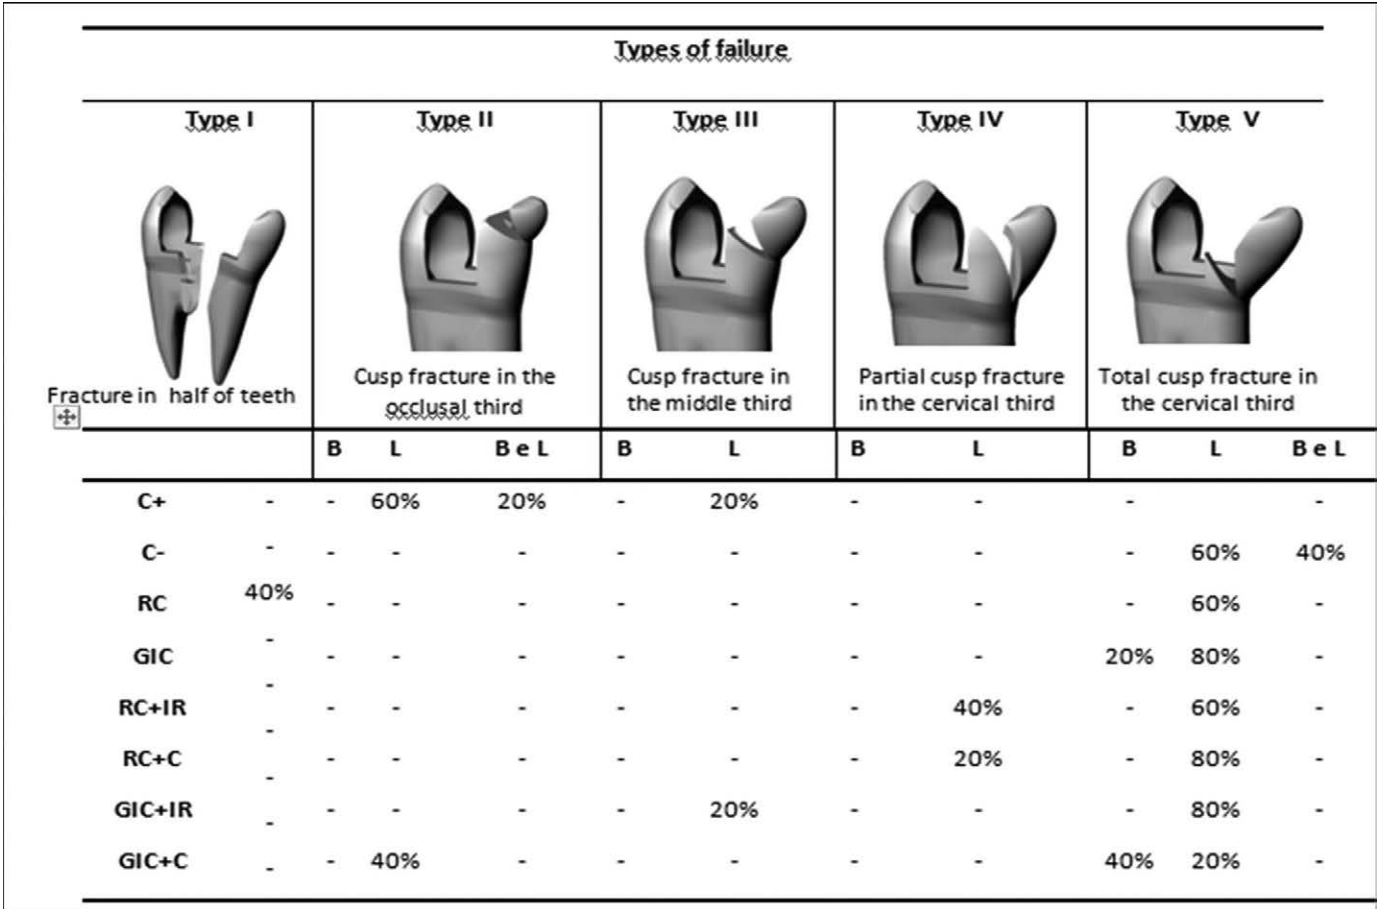 Types of failure
Type I Type II Type III Type IV Type V
Fracture in half of teeth
Cusp fracture in the
occlusal third
Cusp fracture in
the middle third
Partial cusp fracture
in the cervical third
Total cusp fracture in
the cervical third
B L B e L B L B L B L B e L
C+ - - 60% 20% - 20% - - - -
C- - - - - - - - - - 60% 40%
RC 40% - - - - - - - - 60% -
GIC - - - - - - - - 20% 80% -
RC+IR - - - - - - - 40% - 60% -
RC+C - - - - - - - 20% - 80% -
GIC+IR - - - - - 20% - - - 80% -
GIC+C - - 40% - - - - - 40% 20% -